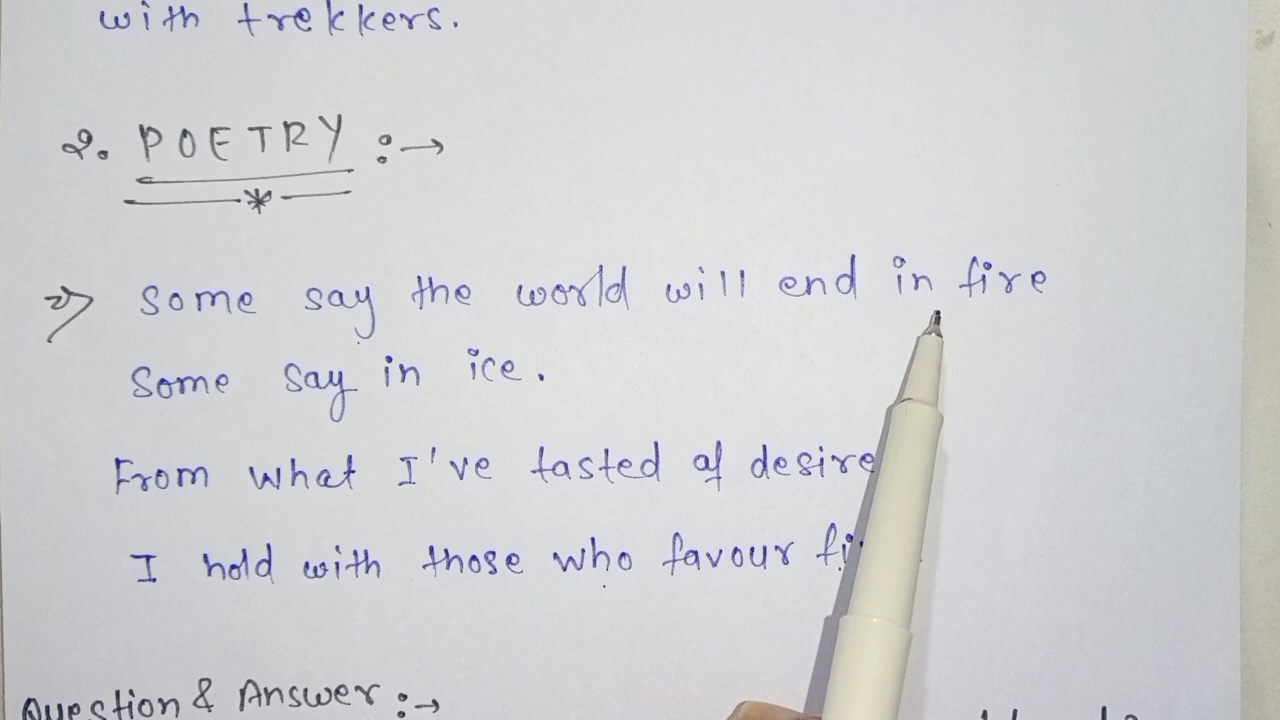 with trekkers.
2. POETRY :→
⇒ Some say the world will end in fire
Some say in ice.
From what I've tasted of desire
I hold with those who favour
Question & Answer :→